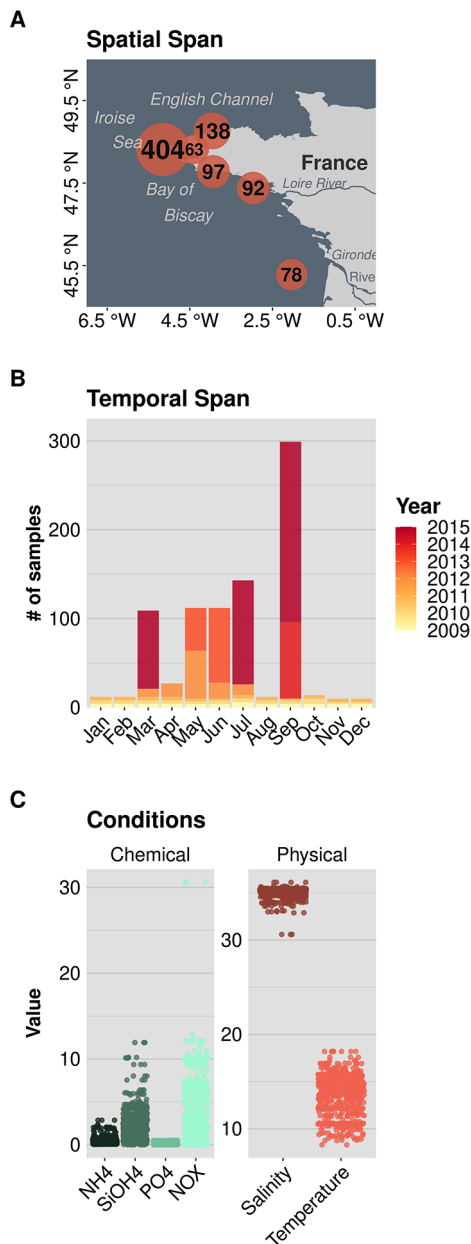 A
Spatial Span
49.5 °N
47.5 °N
45.5 °N
English Channel
Iroise
Sea
138
404
63
97
92
78
France
Loire River
Bay of
Biscay
Gironde
Rive
6.5 °W 4.5 °W 2.5 °W 0.5 °W
B
Temporal Span
# of samples
300
200
100
0
Jan Feb Mar Apr May Jun Jul Aug Sep Oct Nov Dec
Year
2015
2014
2013
2012
2011
2010
2009
C
Conditions
Chemical Physical
Value
30
20
10
0
NH4 SiOH4 PO4 NOX
30
20
10
Salinity Temperature